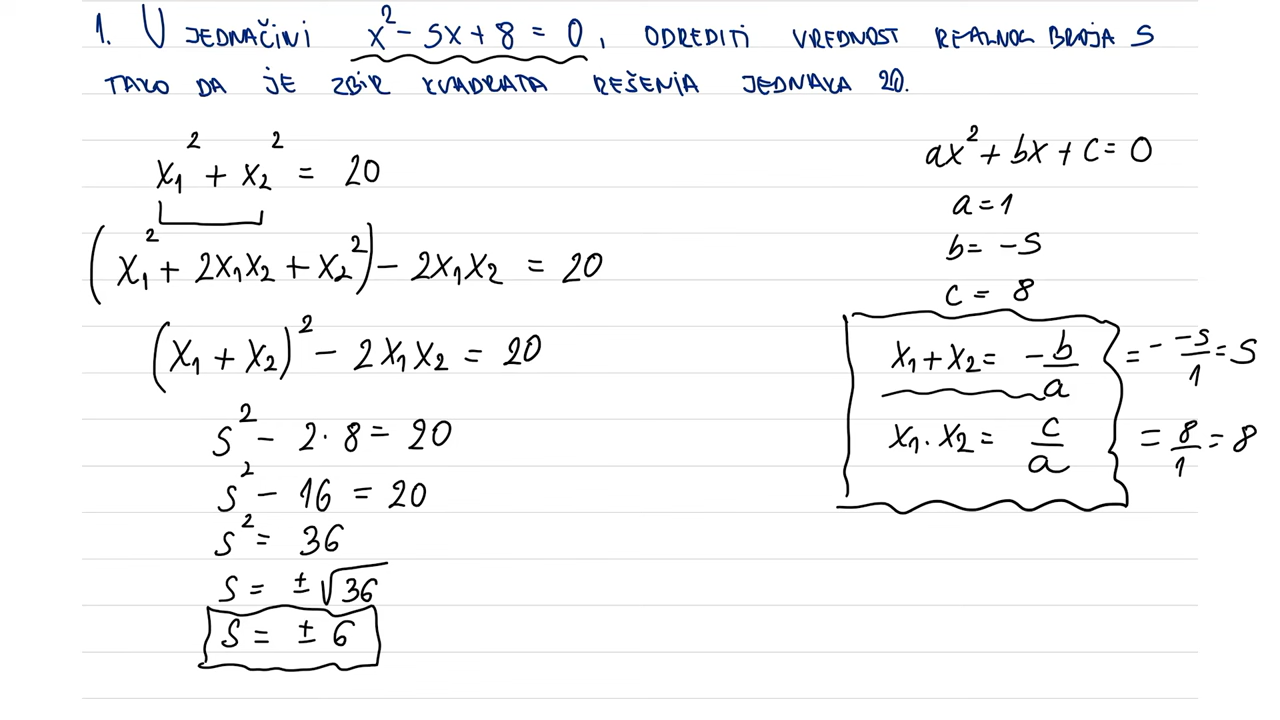 1. U JEDNAČINI x² - sx + 8 = 0, ODREDITI VREDNOST REALNOG BROJA S
TAKO DA JE ZBIR KVADRATA REŠENJA JEDNAKA 20.
x₁² + x₂² = 20
(x₁² + 2x₁x₂ + x₂²) - 2x₁x₂ = 20
(x₁ + x₂)² - 2x₁x₂ = 20
s² - 2·8 = 20
s² - 16 = 20
s² = 36
s = ±√36
s = ± 6
ax² + bx + c = 0
a = 1
b = -s
c = 8
x₁ + x₂ = -b/a = - -s/1 = s
x₁·x₂ = c/a = 8/1 = 8